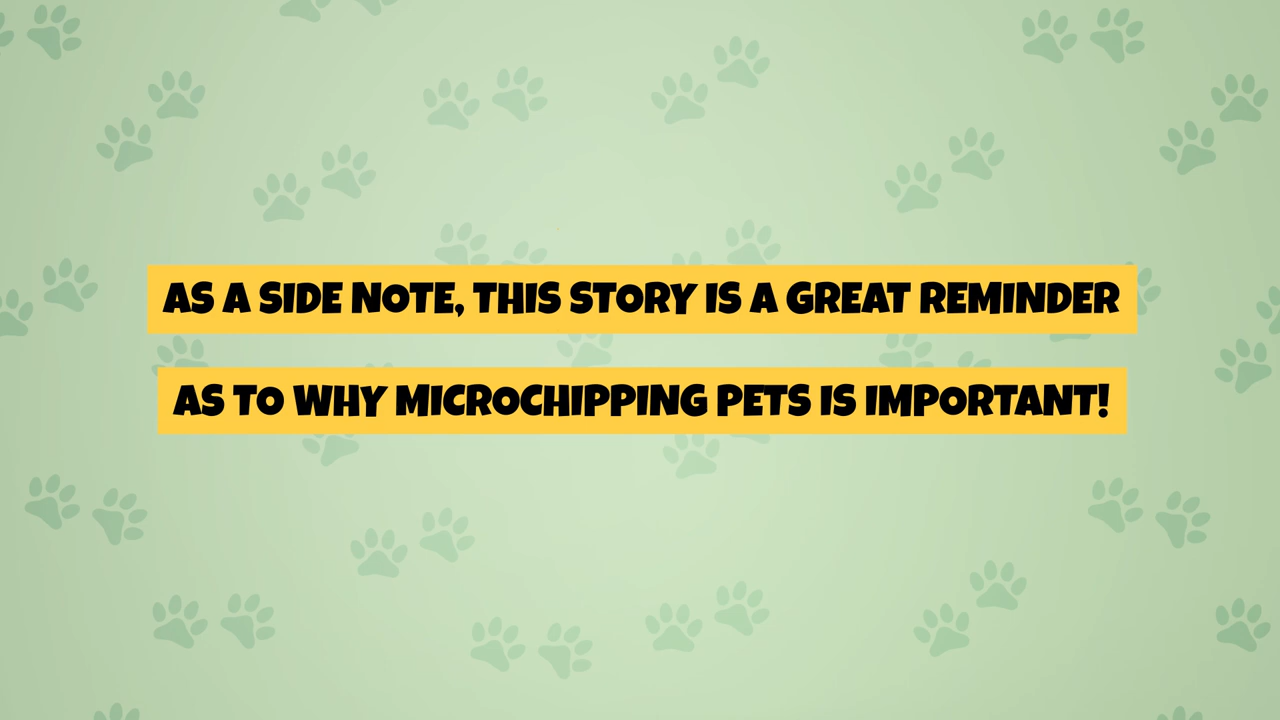 AS A SIDE NOTE, THIS STORY IS A GREAT REMINDER
AS TO WHY MICROCHIPPING PETS IS IMPORTANT!